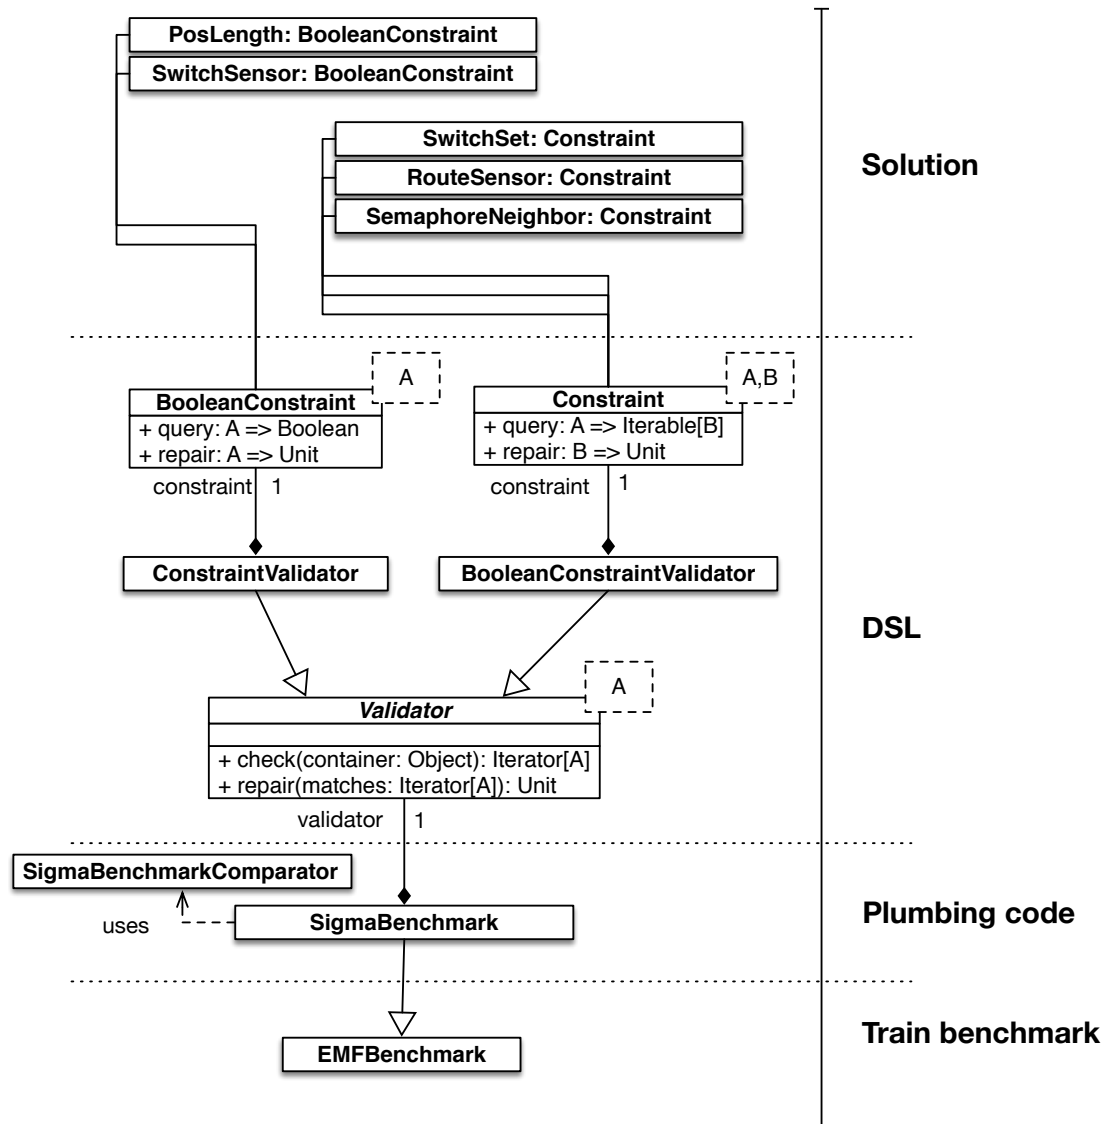 PosLength: BooleanConstraint
SwitchSensor: BooleanConstraint
SwitchSet: Constraint
RouteSensor: Constraint
SemaphoreNeighbor: Constraint
Solution
A
BooleanConstraint
+ query: A => Boolean
+ repair: A => Unit
constraint 1
A,B
Constraint
+ query: A => Iterable[B]
+ repair: B => Unit
constraint 1
ConstraintValidator
BooleanConstraintValidator
DSL
A
Validator
+ check(container: Object): Iterator[A]
+ repair(matches: Iterator[A]): Unit
validator 1
SigmaBenchmarkComparator
uses
SigmaBenchmark
Plumbing code
EMFBenchmark
Train benchmark